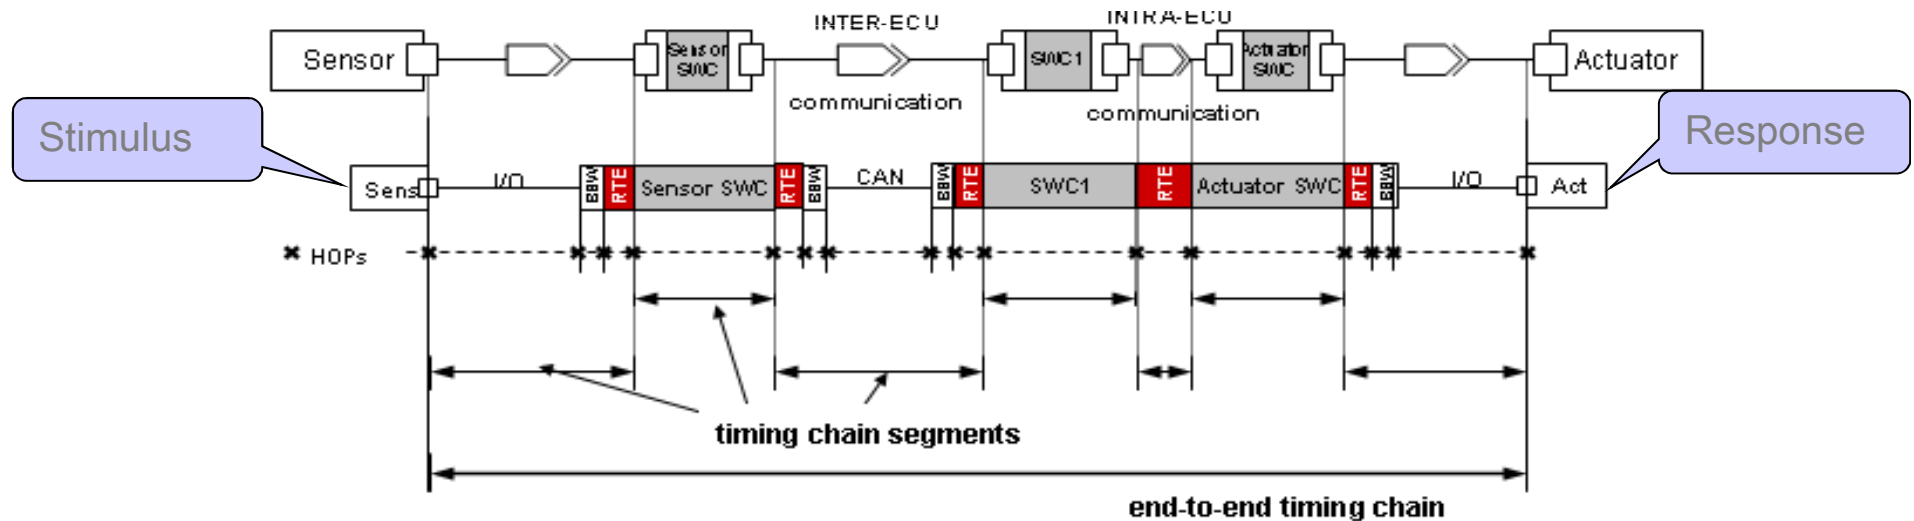 INTER-ECU
INTRA-ECU
Sensor
Sensor
SWC
SWC1
Actuator
SWC
Actuator
communication
communication
Stimulus
Response
Sens
I/O
BBW
RTE
Sensor SWC
RTE
BBW
CAN
BBW
RTE
SWC1
RTE
Actuator SWC
RTE
BBW
I/O
Act
HOPs
timing chain segments
end-to-end timing chain